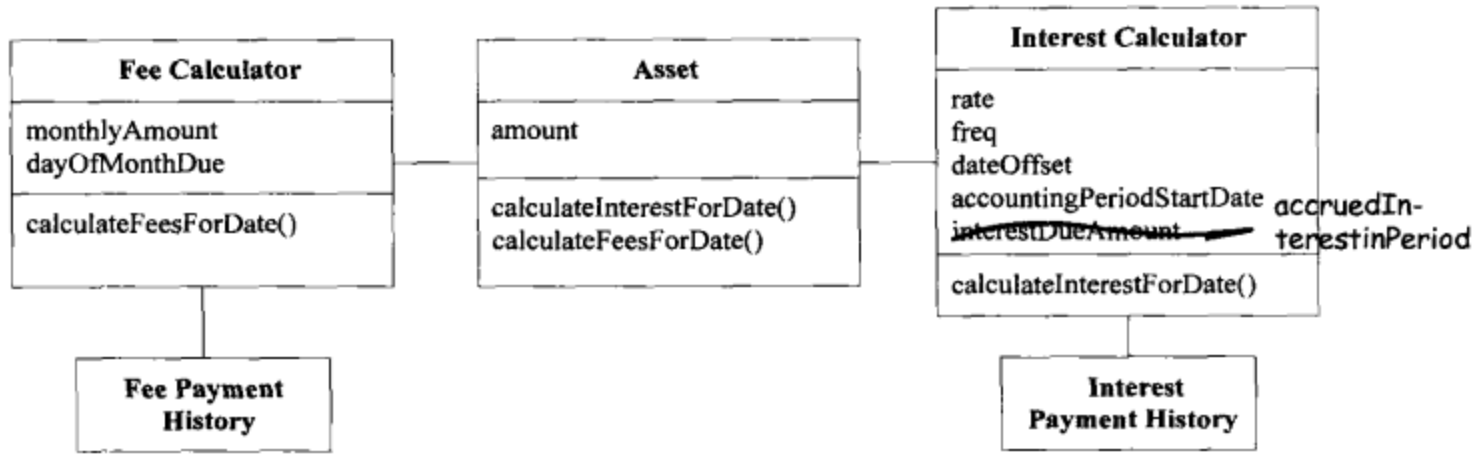 Fee Calculator
monthlyAmount
dayOfMonthDue
calculateFeesForDate()
Fee Payment
History
Asset
amount
calculateInterestForDate()
calculateFeesForDate()
Interest Calculator
rate
freq
dateOffset
accountingPeriodStartDate
interestDueAmount
accruedIn-
terestinPeriod
calculateInterestForDate()
Interest
Payment History